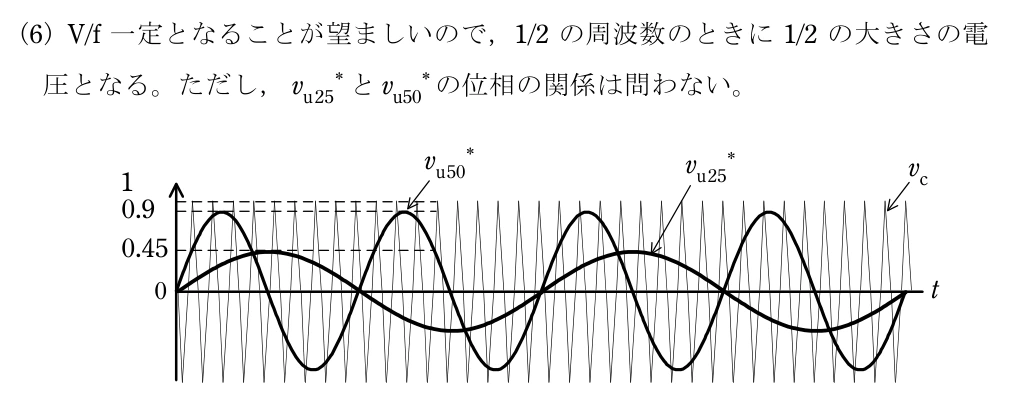 (6) V/f 一定となることが望ましいので，1/2 の周波数のときに 1/2 の大きさの電
圧となる。ただし， vu25* と vu50* の位相の関係は問わない。
vu50* vu25* vc
1
0.9
0.45
0 t